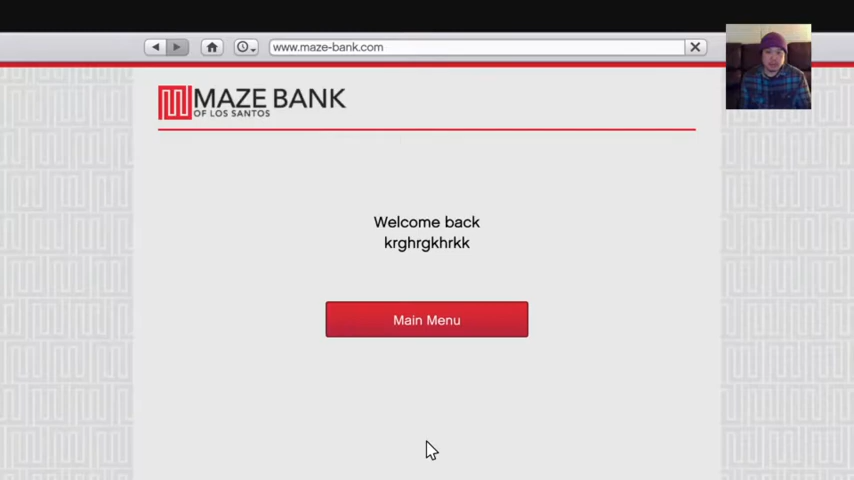 www.maze-bank.com
MAZE BANK
OF LOS SANTOS
Welcome back
krghrgkhrkk
Main Menu